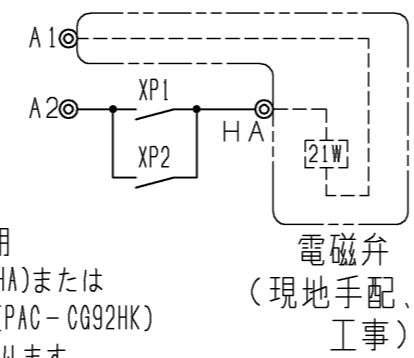 A1
XP1
A2
HA
XP2
21W
電磁弁
(現地手配、
工事)
用
HA)または
(PAC-CG92HK)